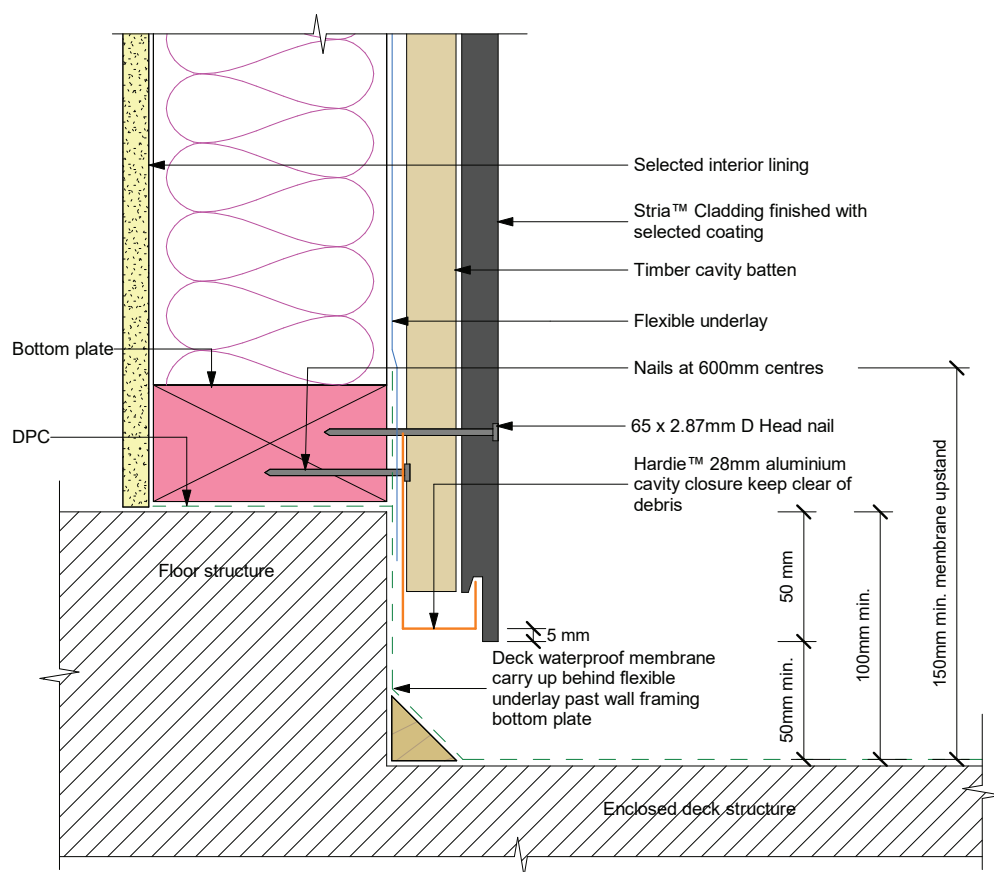 Selected interior lining
Stria™ Cladding finished with
selected coating
Timber cavity batten
Flexible underlay
Bottom plate
Nails at 600mm centres
DPC
65 x 2.87mm D Head nail
Hardie™ 28mm aluminium
cavity closure keep clear of
debris
Floor structure
50 mm
100mm min.
150mm min. membrane upstand
5 mm
Deck waterproof membrane
carry up behind flexible
underlay past wall framing
bottom plate
50mm min.
Enclosed deck structure